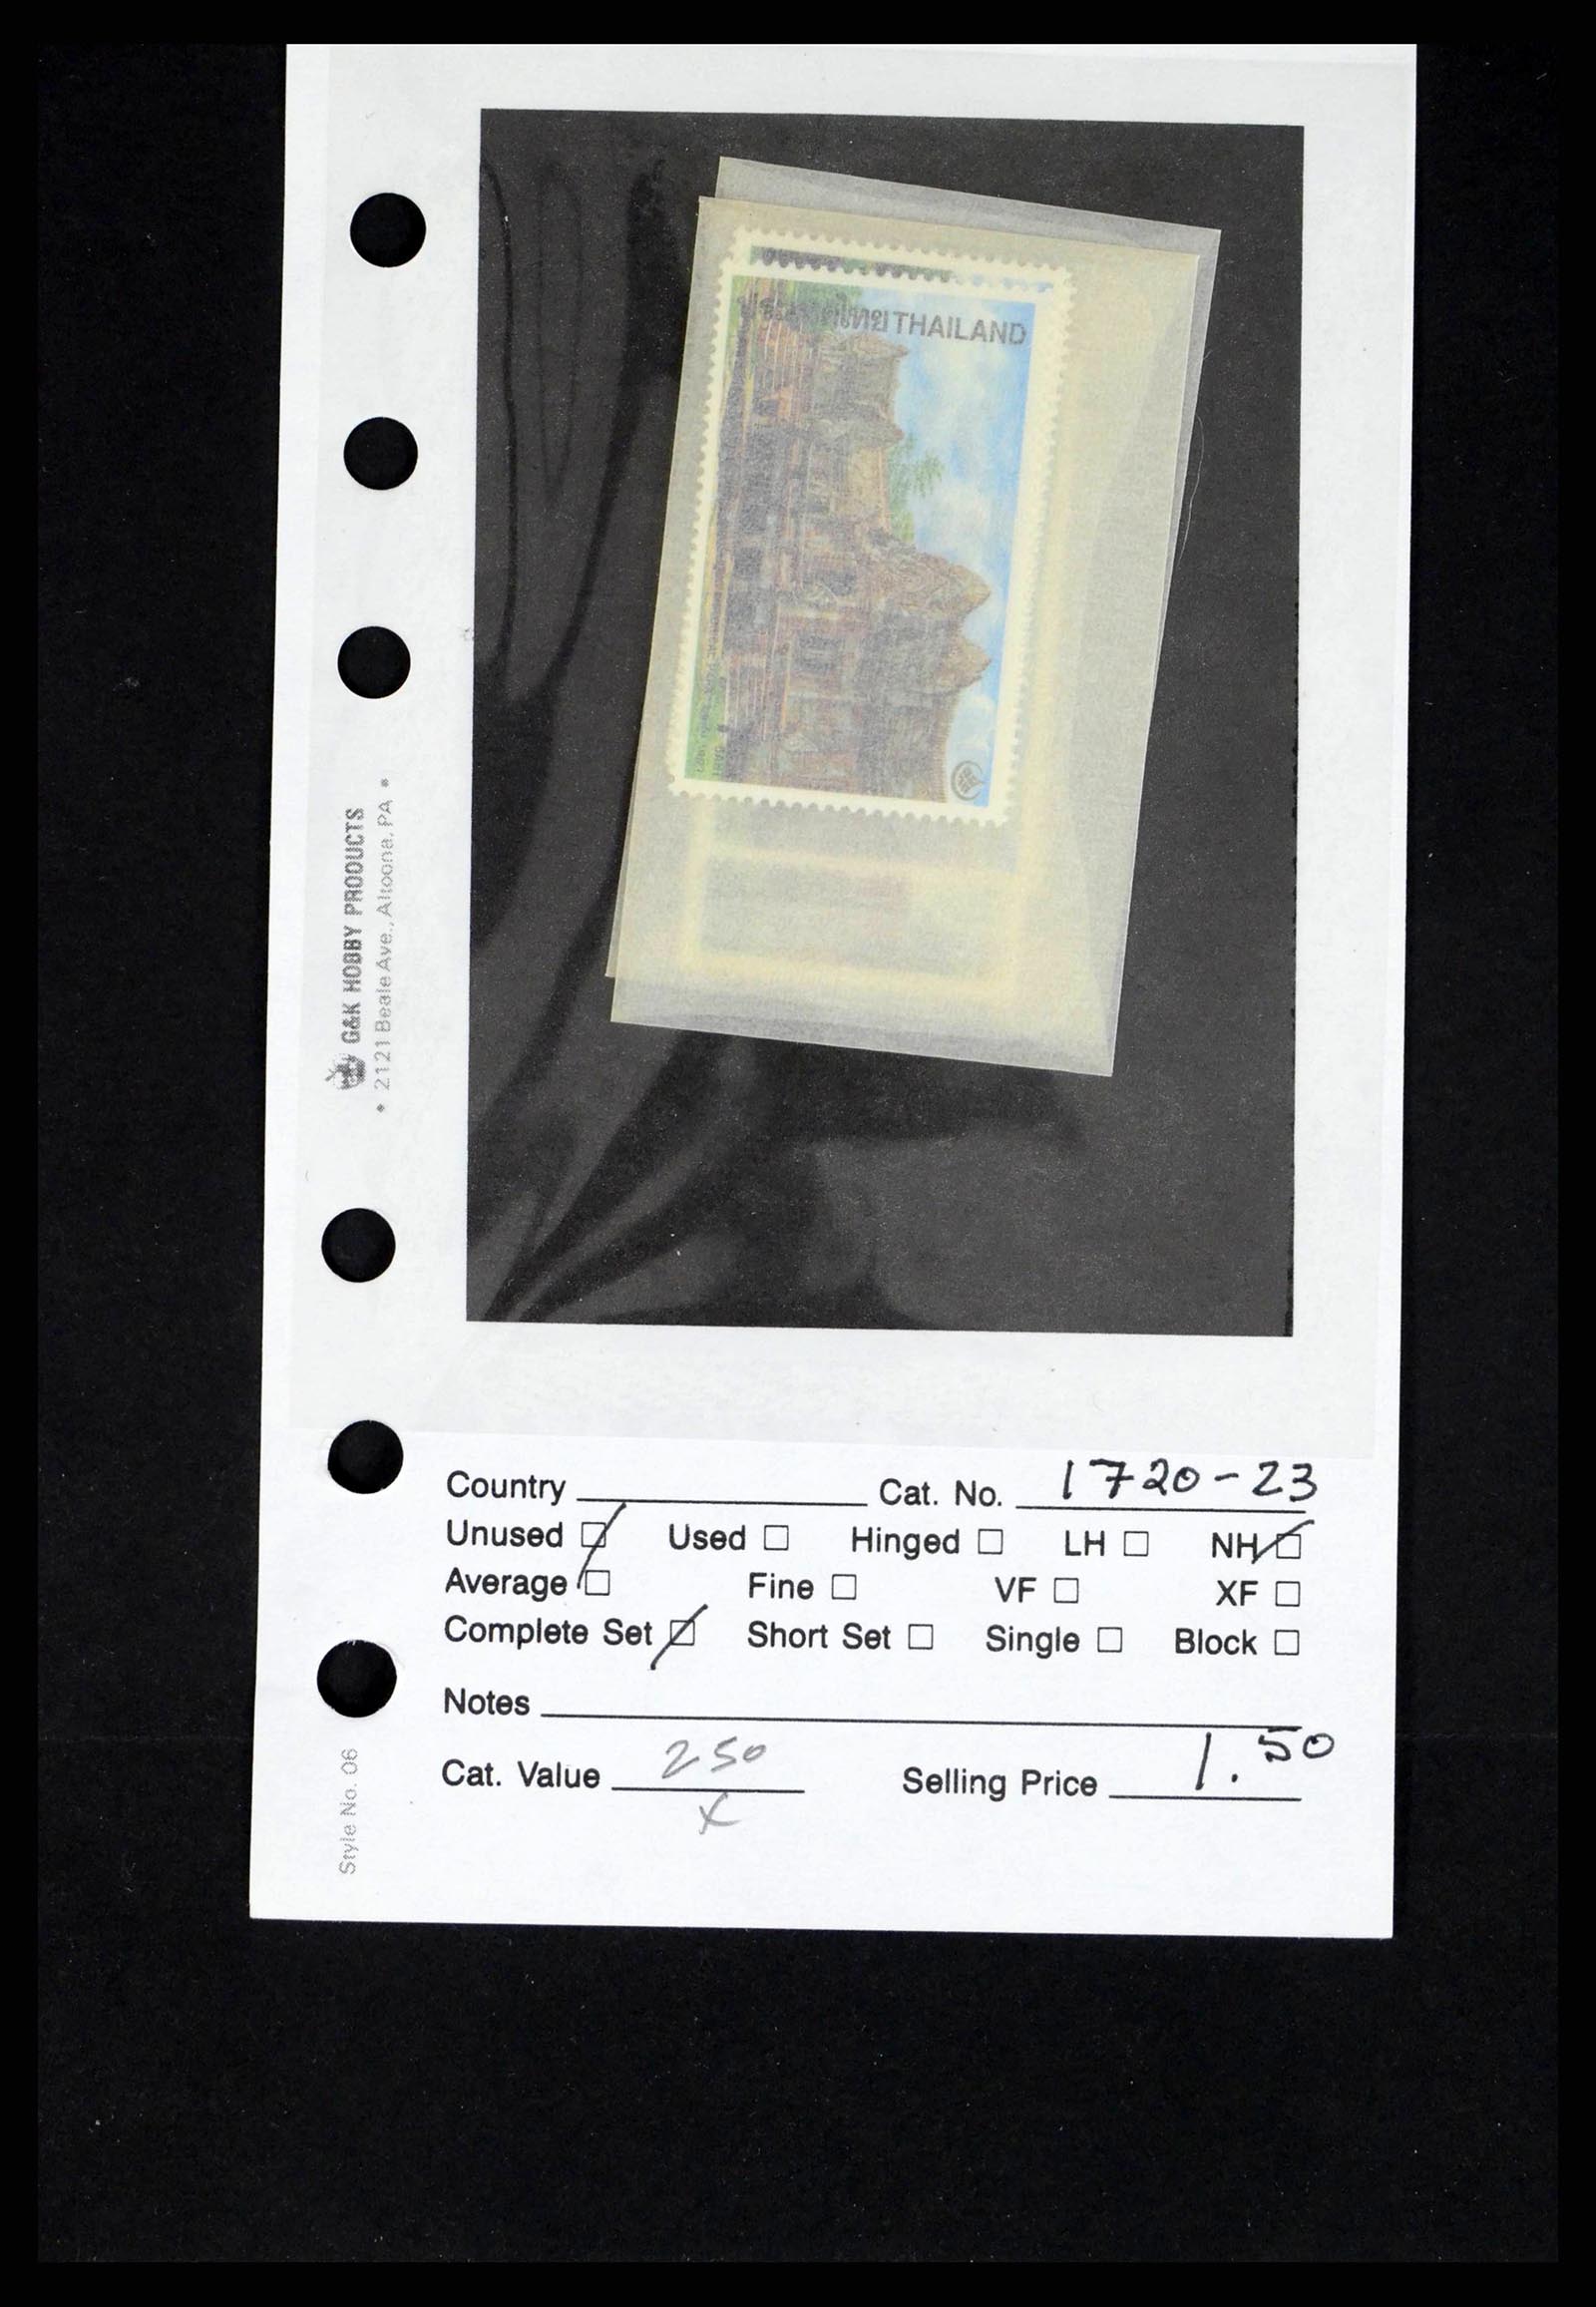 THAILAND
G&K HOBBY PRODUCTS
• 2121 Beale Ave., Altoona, PA •
Country Cat. No. 1720-23
Unused Used Hinged LH NH
Average Fine VF XF
Complete Set Short Set Single Block
Notes
Cat. Value 250 Selling Price 1.50
x
Style No. 06